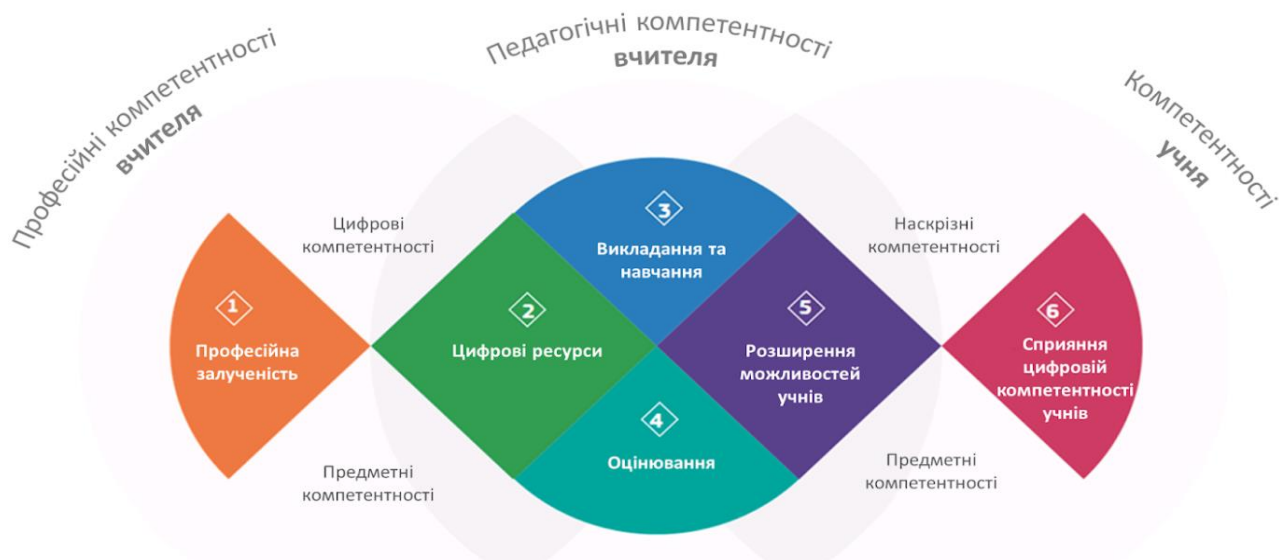 Професійні компетентності
вчителя
Педагогічні компетентності
вчителя
Компетентності
учня
Цифрові
компетентності
Наскрізні
компетентності
1
Професійна
залученість
2
Цифрові ресурси
3
Викладання та
навчання
4
Оцінювання
5
Розширення
можливостей
учнів
6
Сприяння
цифровій
компетентності
учнів
Предметні
компетентності
Предметні
компетентності